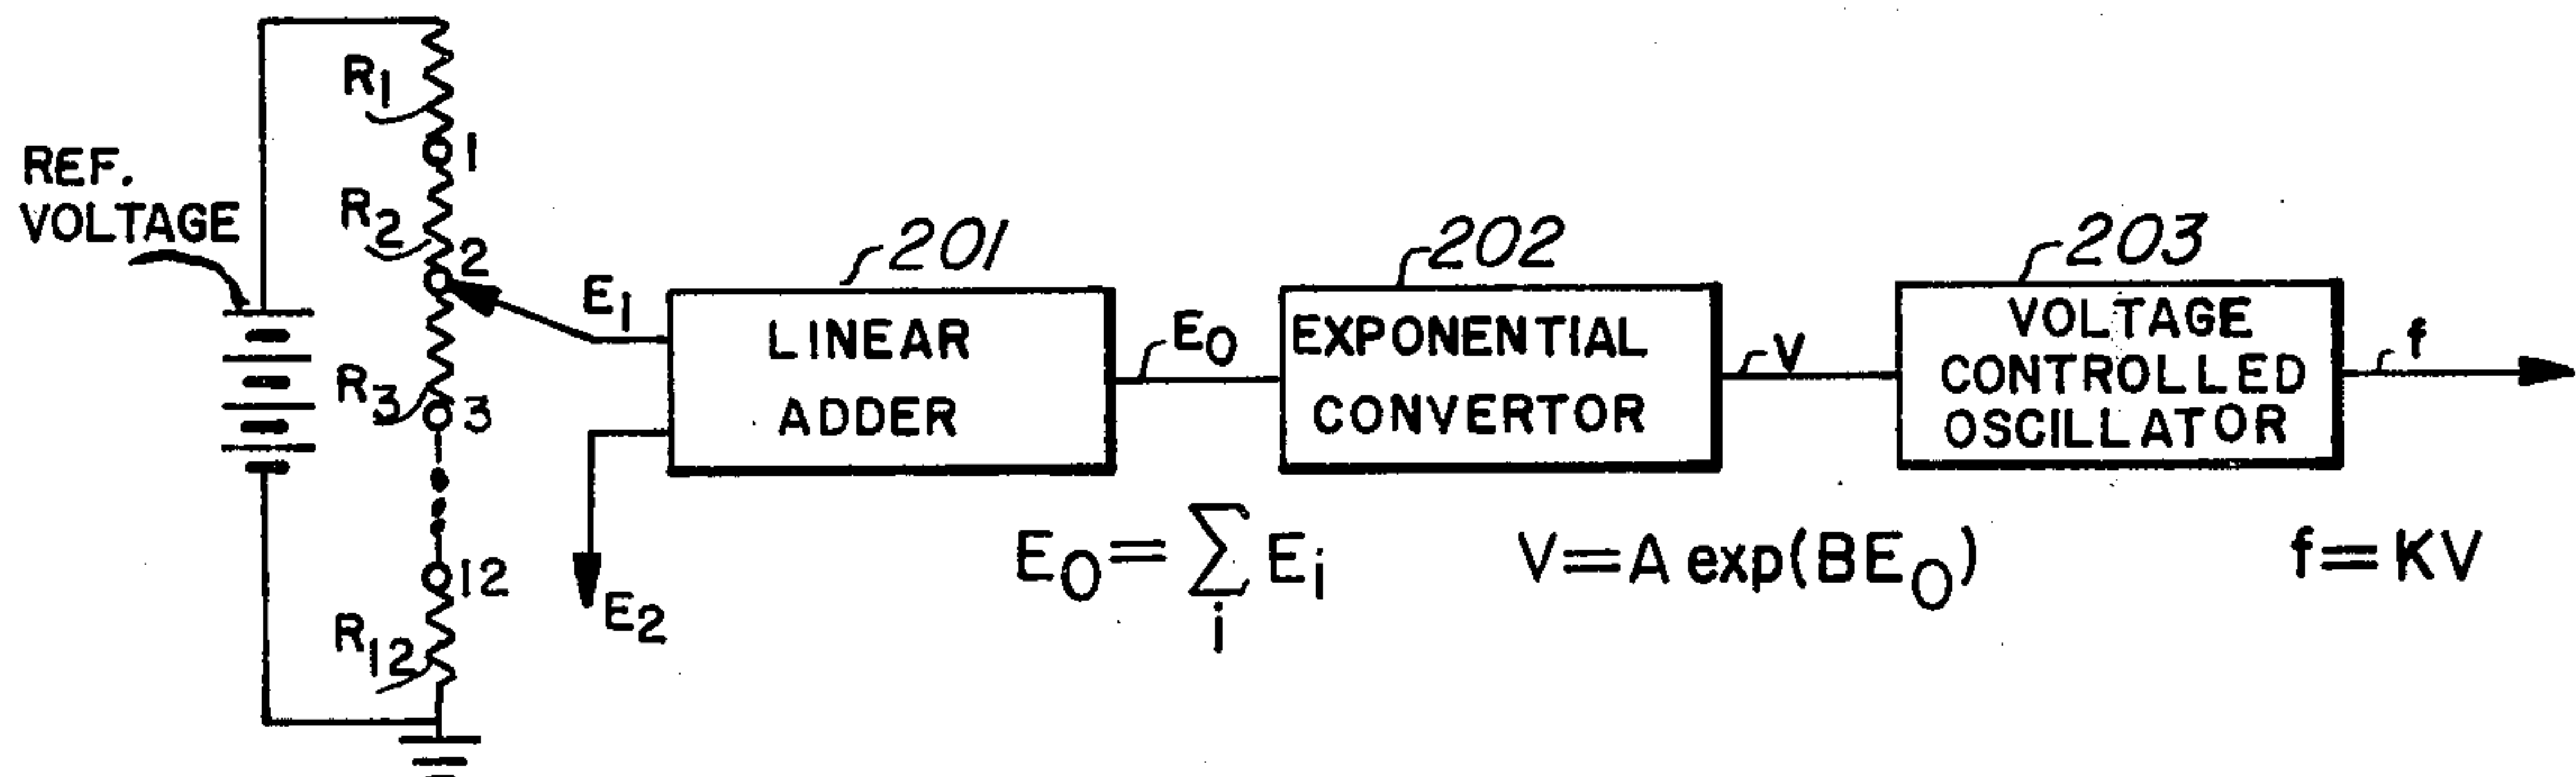 REF.
VOLTAGE
R1
1
R2
2
R3
3
12
R12
E1
E2
201
LINEAR
ADDER
E0
202
EXPONENTIAL
CONVERTOR
V
203
VOLTAGE
CONTROLLED
OSCILLATOR
f
E0=∑i Ei
V=A exp(BE0)
f=KV